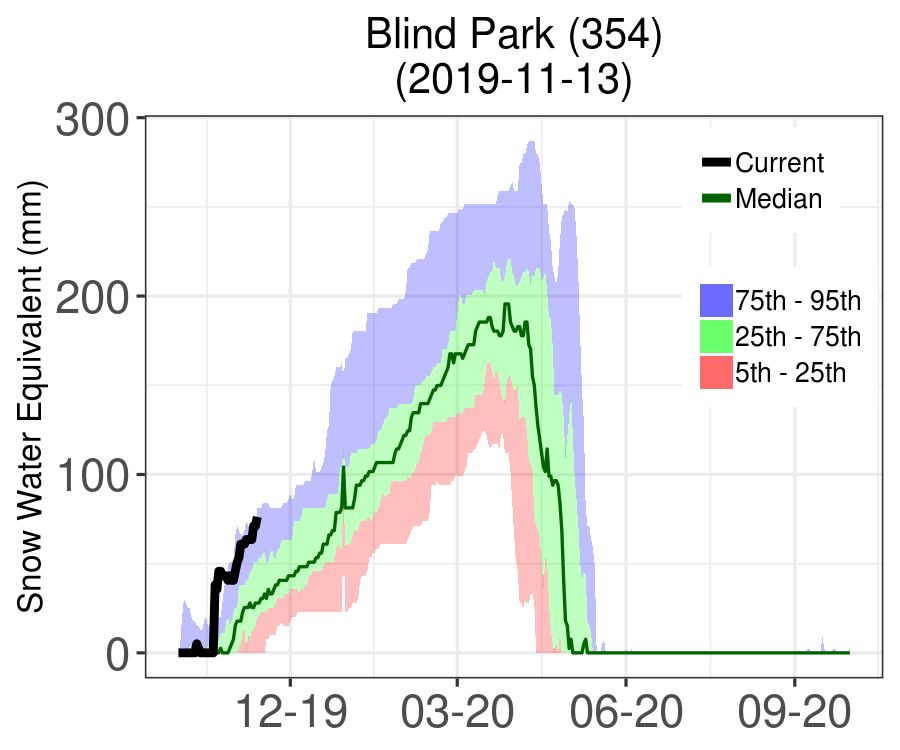 Blind Park (354)
(2019-11-13)
Snow Water Equivalent (mm)
300
200
100
0
12-19 03-20 06-20 09-20
Current
Median
75th - 95th
25th - 75th
5th - 25th